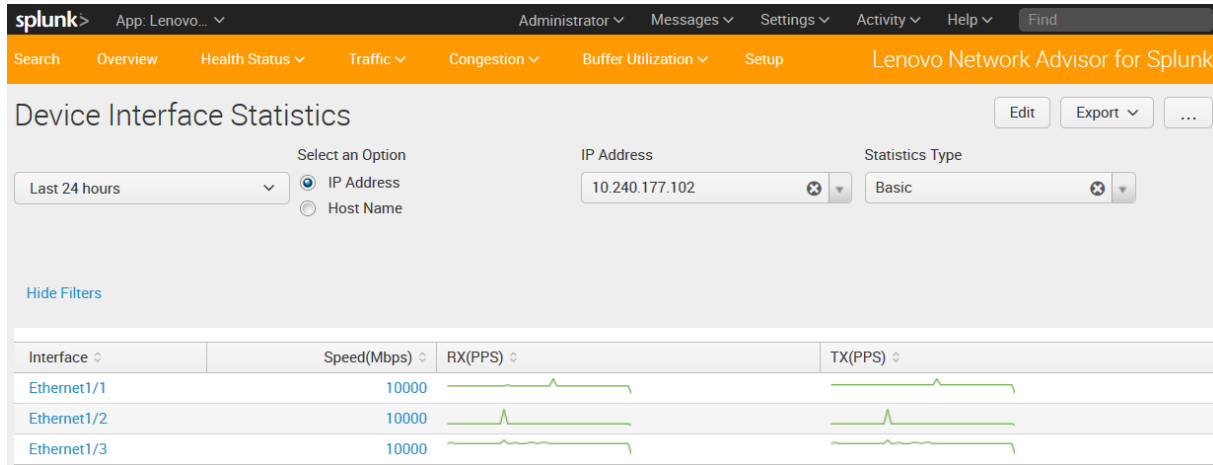 splunk> App: Lenovo... Administrator Messages Settings Activity Help Find
Search Overview Health Status Traffic Congestion Buffer Utilization Setup Lenovo Network Advisor for Splunk
Device Interface Statistics Edit Export ...
Select an Option IP Address Statistics Type
Last 24 hours IP Address 10.240.177.102 Basic
Host Name
Hide Filters
Interface Speed(Mbps) RX(PPS) TX(PPS)
Ethernet1/1 10000
Ethernet1/2 10000
Ethernet1/3 10000